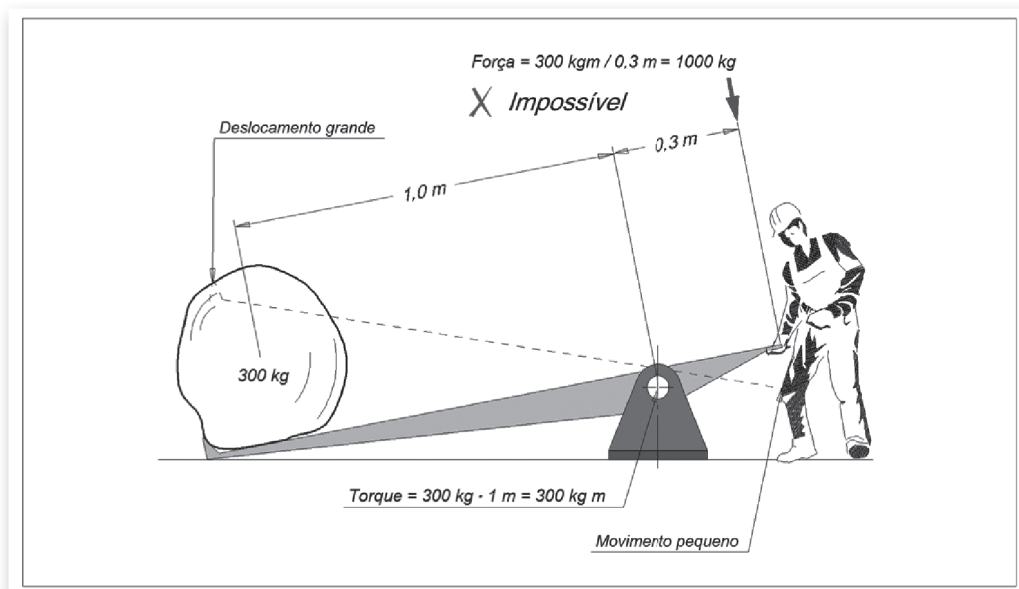 Força = 300 kgm / 0,3 m = 1000 kg
X Impossível
Deslocamento grande
0,3 m
1,0 m
300 kg
Torque = 300 kg - 1 m = 300 kg m
Movimento pequeno